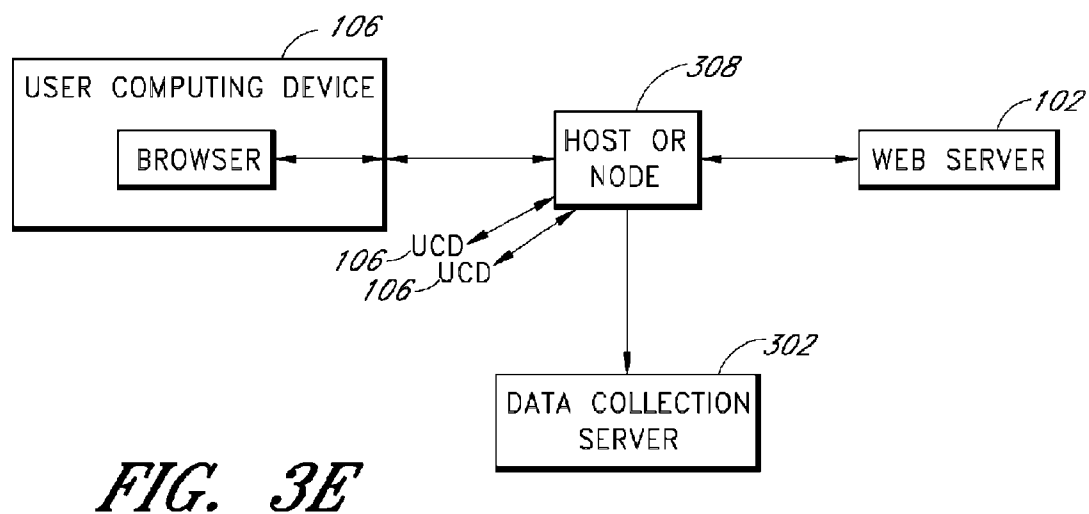 106
USER COMPUTING DEVICE
BROWSER
308
HOST OR
NODE
102
WEB SERVER
106 UCD
106 UCD
302
DATA COLLECTION
SERVER
FIG. 3E